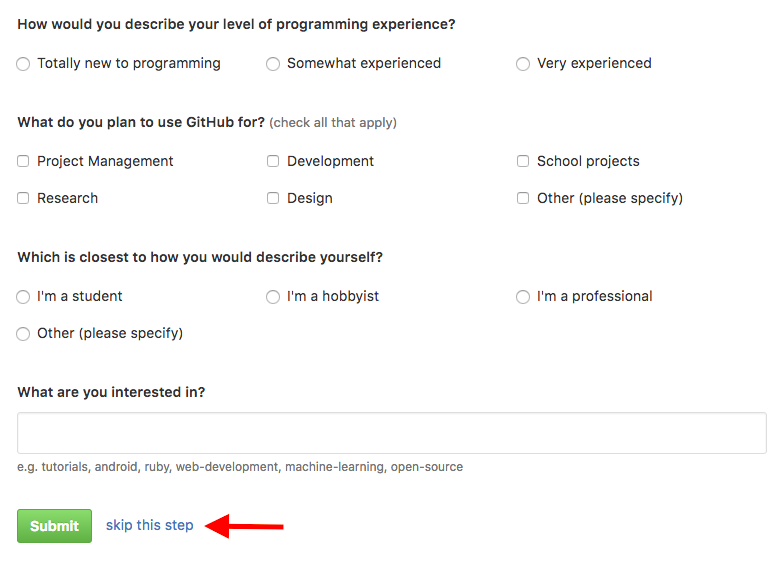 How would you describe your level of programming experience?
Totally new to programming Somewhat experienced Very experienced
What do you plan to use GitHub for? (check all that apply)
Project Management Development School projects
Research Design Other (please specify)
Which is closest to how you would describe yourself?
I'm a student I'm a hobbyist I'm a professional
Other (please specify)
What are you interested in?
e.g. tutorials, android, ruby, web-development, machine-learning, open-source
Submit skip this step